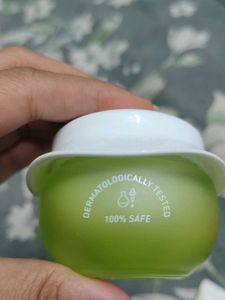 DERMATOLOGICALLY TESTED
100% SAFE